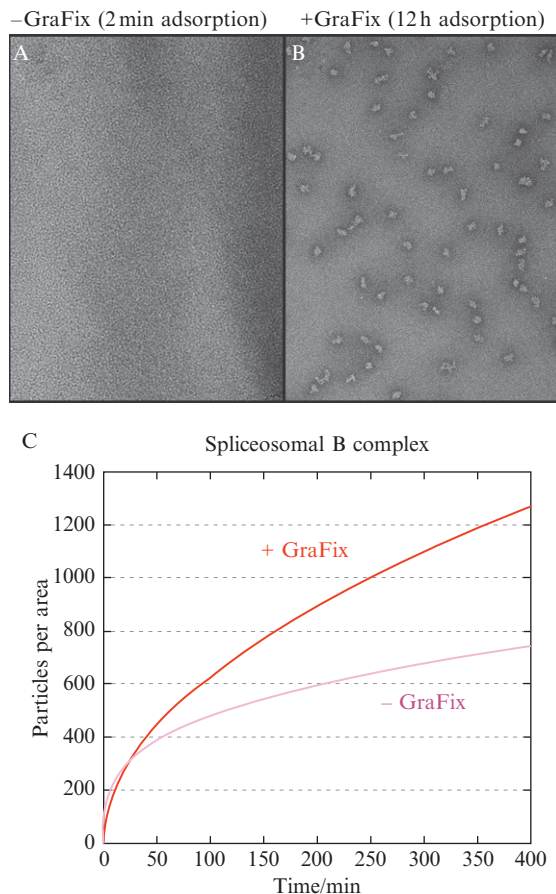 –GraFix (2 min adsorption)
+GraFix (12 h adsorption)
A
B
C
Spliceosomal B complex
1400
1200
1000
800
600
400
200
0
Particles per area
+ GraFix
– GraFix
0 50 100 150 200 250 300 350 400
Time/min